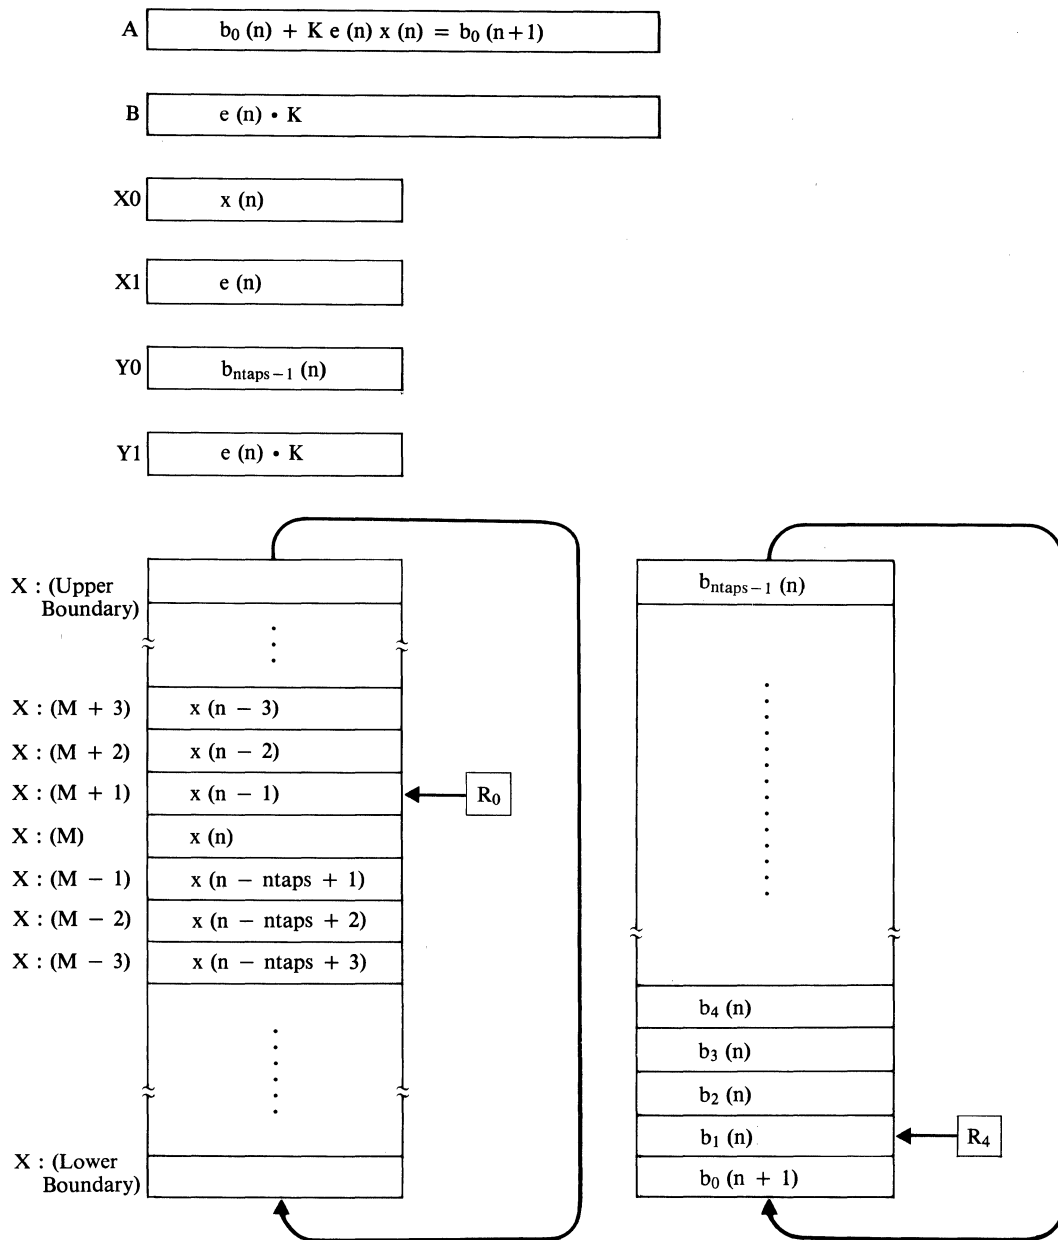 A b₀ (n) + K e (n) x (n) = b₀ (n+1)
B e (n) • K
X0 x (n)
X1 e (n)
Y0 bₙₜₐₚₛ₋₁ (n)
Y1 e (n) • K
X : (Upper Boundary)
X : (M + 3) x (n − 3)
X : (M + 2) x (n − 2)
X : (M + 1) x (n − 1) R₀
X : (M) x (n)
X : (M − 1) x (n − ntaps + 1)
X : (M − 2) x (n − ntaps + 2)
X : (M − 3) x (n − ntaps + 3)
X : (Lower Boundary)
bₙₜₐₚₛ₋₁ (n)
b₄ (n)
b₃ (n)
b₂ (n)
b₁ (n) R₄
b₀ (n + 1)